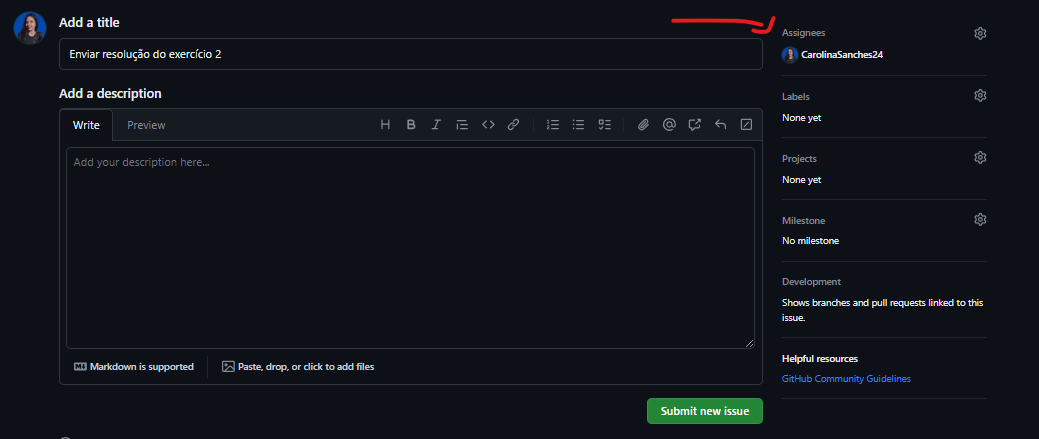 Add a title
Enviar resolução do exercício 2
Add a description
Write Preview
H B I
Add your description here...
Markdown is supported
Paste, drop, or click to add files
Submit new issue
Assignees
CarolinaSanches24
Labels
None yet
Projects
None yet
Milestone
No milestone
Development
Shows branches and pull requests linked to this
issue.
Helpful resources
GitHub Community Guidelines